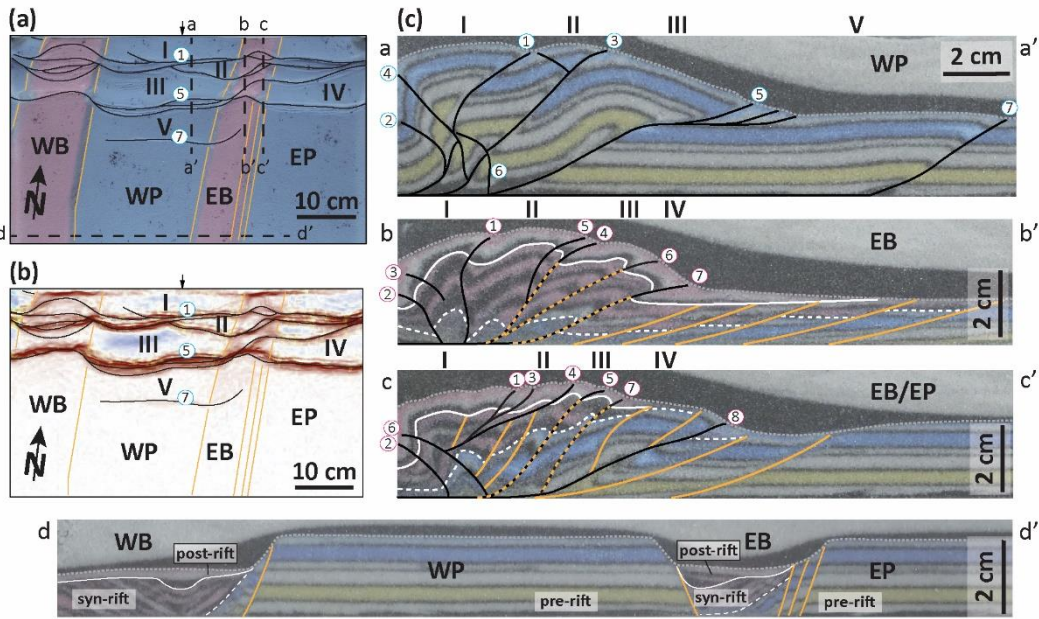 (a)
a
b
c
I
1
II
III
5
IV
V
7
WB
a'
b'
c'
EP
N
WP
EB
10 cm
d
d'
(b)
I
1
II
III
5
IV
V
7
WB
EP
N
WP
EB
10 cm
(c)
I
II
III
V
a
1
3
a'
WP
2 cm
4
5
7
2
6
I
II
III
IV
b
1
5
4
EB
b'
3
6
7
2
2 cm
I
II
III
IV
c
1
3
4
5
7
EB/EP
c'
6
8
2
2 cm
d
WB
EB
d'
post-rift
WP
post-rift
EP
syn-rift
pre-rift
syn-rift
pre-rift
2 cm